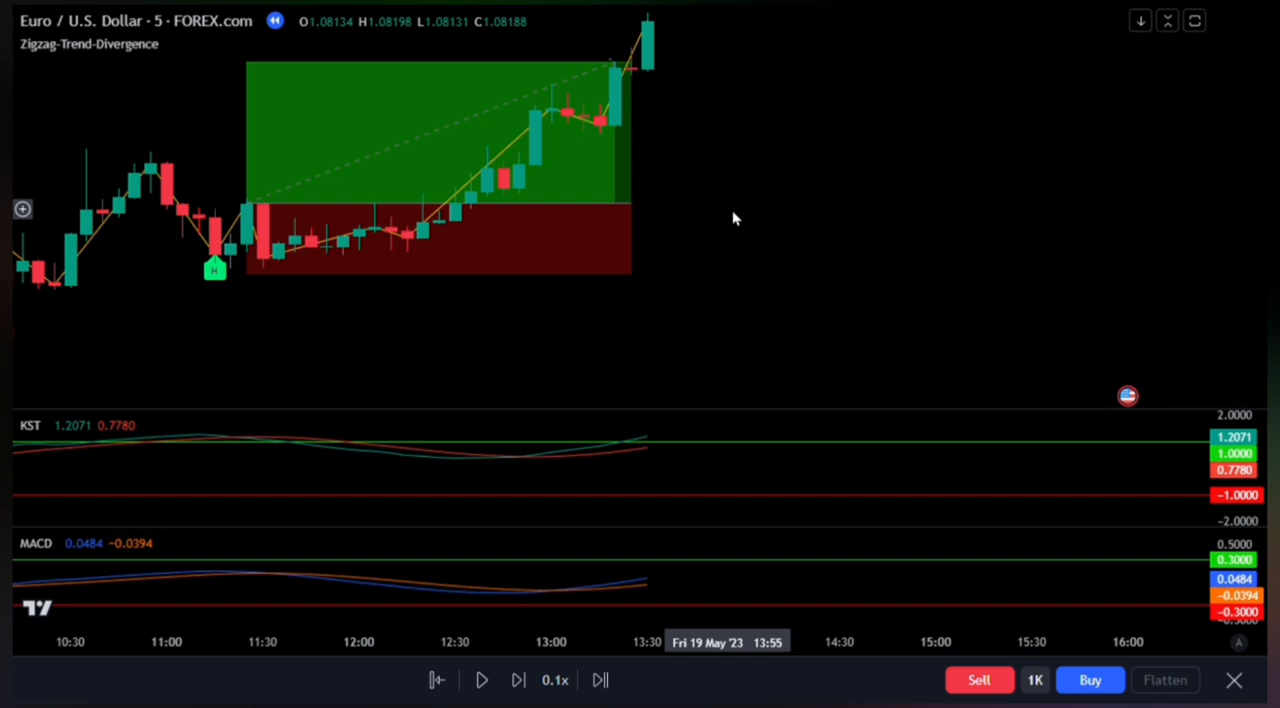 Euro / U.S. Dollar · 5 · FOREX.com O1.08134 H1.08198 L1.08131 C1.08188
Zigzag-Trend-Divergence
H
KST 1.2071 0.7780
2.0000
1.2071
1.0000
0.7780
−1.0000
−2.0000
MACD 0.0484 −0.0394
0.5000
0.3000
0.0484
−0.0394
−0.3000
10:30 11:00 11:30 12:00 12:30 13:00 13:30 Fri 19 May '23 13:55 14:30 15:00 15:30 16:00 A
0.1x Sell 1K Buy Flatten